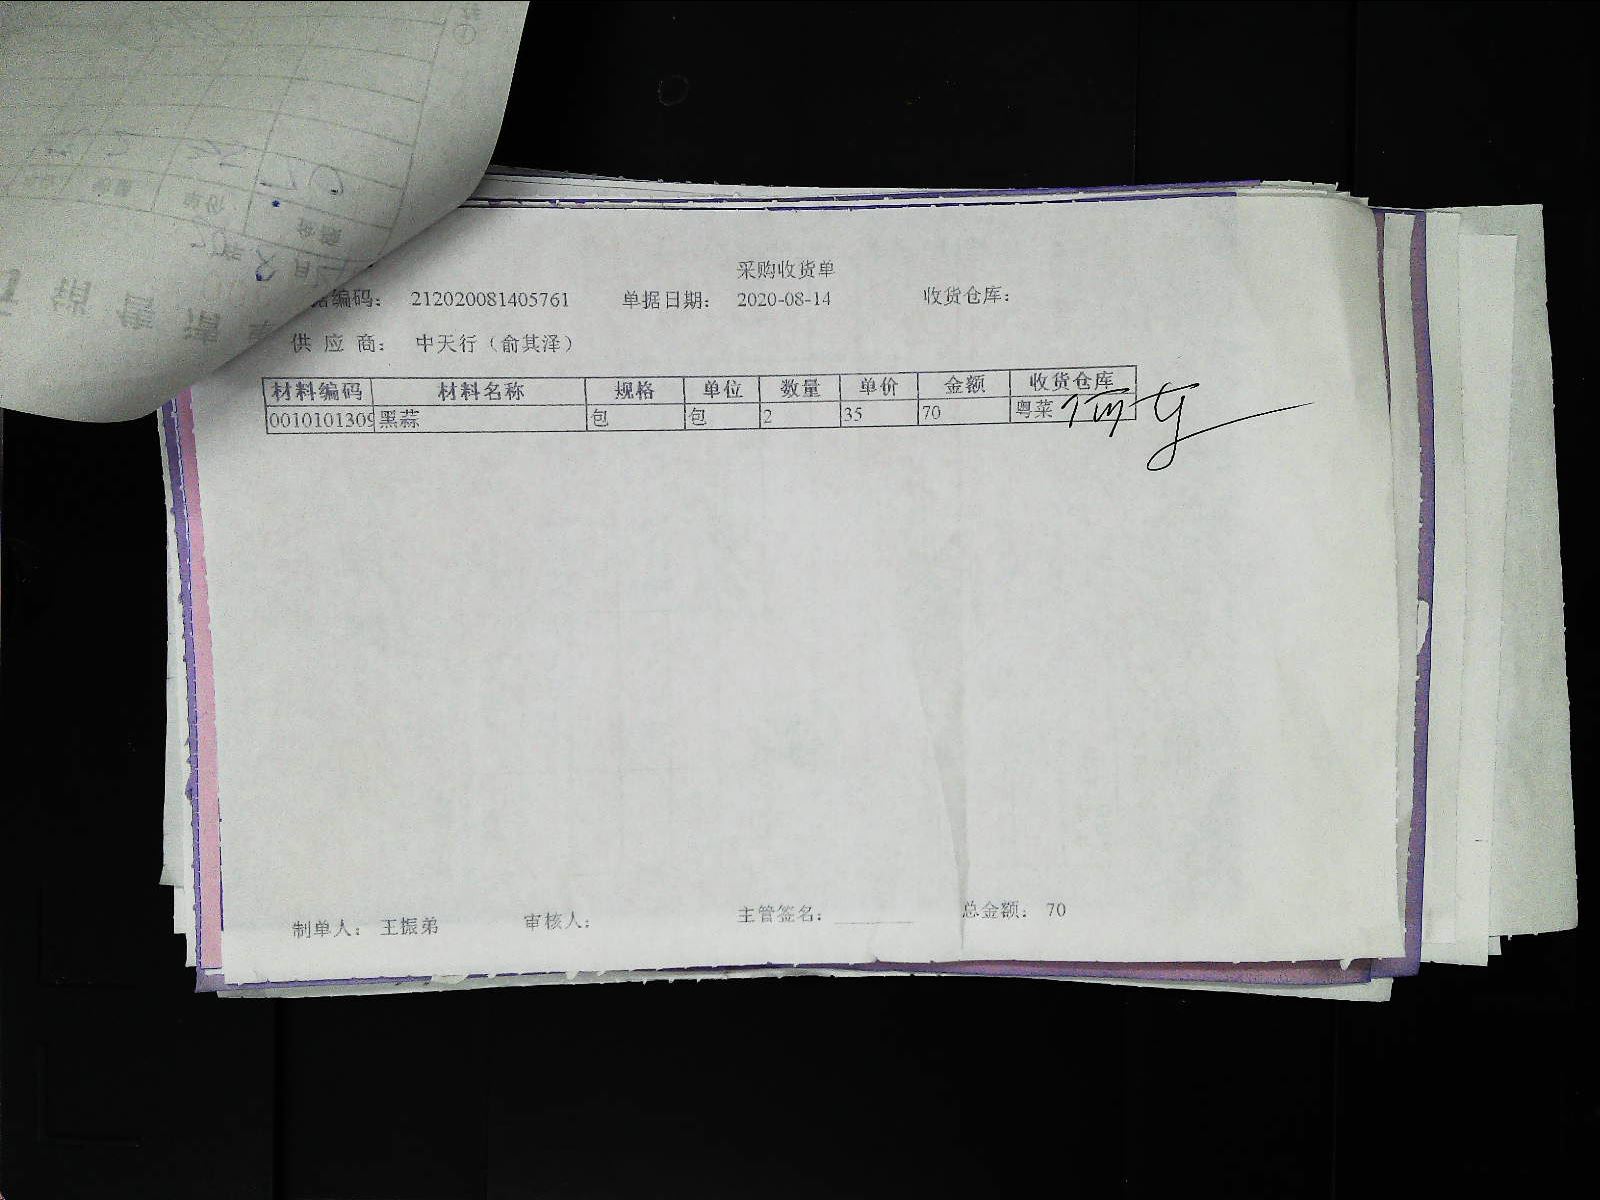 采购收货单
据编码： 212020081405761 单据日期： 2020-08-14 收货仓库：
供 应 商： 中天行（俞其泽）
材料编码 材料名称 规格 单位 数量 单价 金额 收货仓库
0010101309 黑蒜 包 包 2 35 70 粤菜
制单人： 王振弟 审核人： 主管签名： ________ 总金额： 70